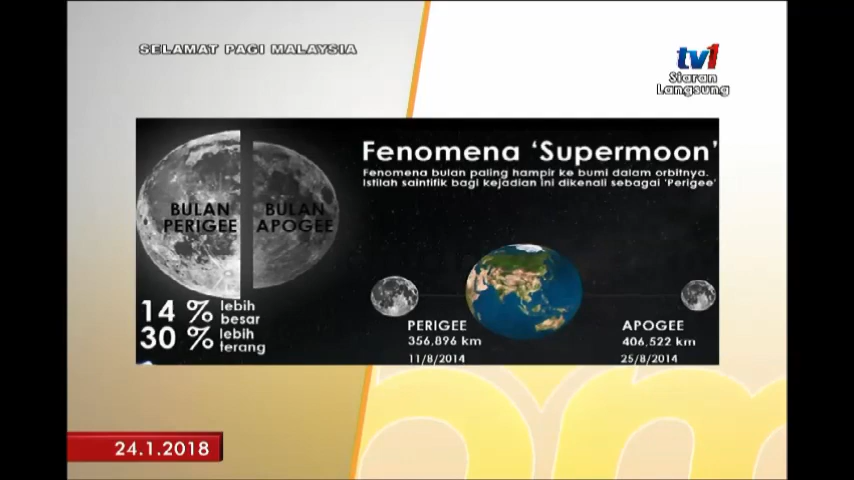 SELAMAT PAGI MALAYSIA
tv1
Siaran
Langsung
Fenomena ‘Supermoon’
Fenomena bulan paling hampir ke bumi dalam orbitnya.
Istilah saintifik bagi kejadian ini dikenali sebagai ‘Perigee’
BULAN
PERIGEE
BULAN
APOGEE
14 % lebih
besar
30 % lebih
terang
PERIGEE
356,896 km
11/8/2014
APOGEE
406,522 km
25/8/2014
24.1.2018